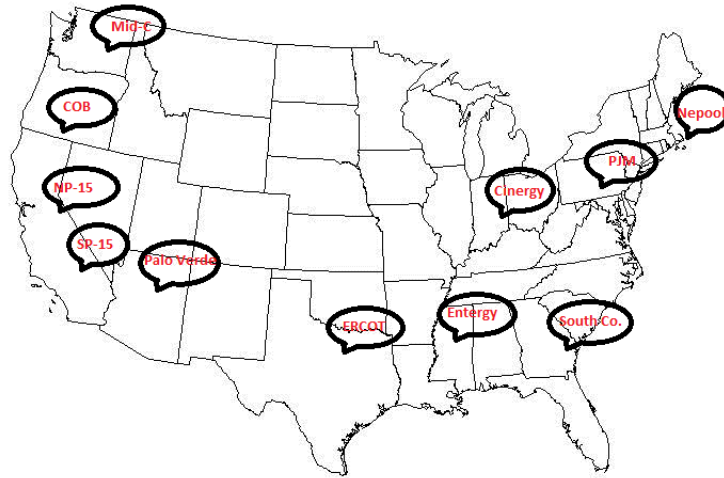 Mid-C
COB
Nepool
PJM
NP-15
Cinergy
SP-15
Palo Verde
Entergy
ERCOT
South Co.